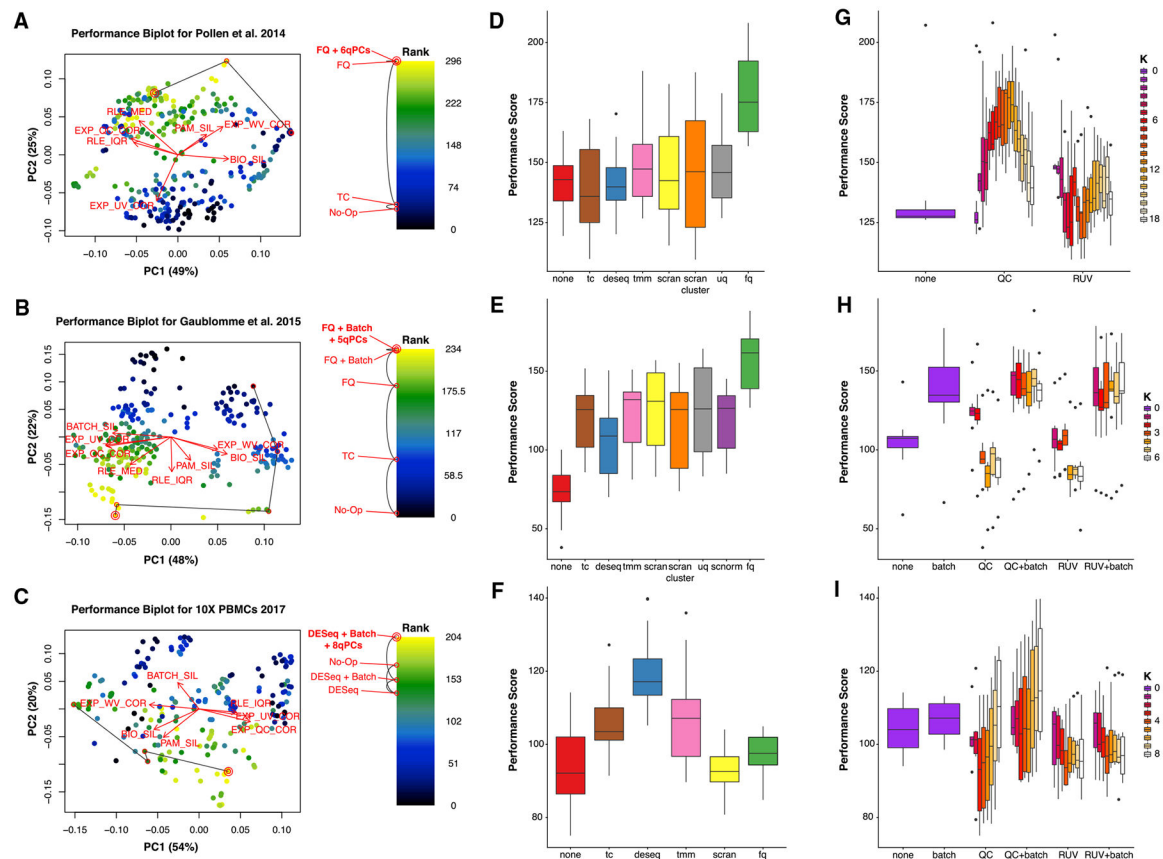 A
Performance Biplot for Pollen et al. 2014
PC2 (25%)
0.10
0.05
0.00
−0.05
−0.10
RLE_MED
EXP_QC_COR
RLE_IQR
PAM_SIL
EXP_WV_COR
BIO_SIL
EXP_UV_COR
−0.10 −0.05 0.00 0.05 0.10
PC1 (49%)
FQ + 6qPCs
FQ
TC
No-Op
Rank
296
222
148
74
0
B
Performance Biplot for Gaublomme et al. 2015
PC2 (22%)
0.15
0.10
0.05
0.00
−0.05
−0.15
BATCH_SIL
EXP_UV_COR
EXP_QC_COR
RLE_MED
PAM_SIL
RLE_IQR
EXP_WV_COR
BIO_SIL
−0.10 −0.05 0.00 0.05 0.10
PC1 (48%)
FQ + Batch
+ 5qPCs
FQ + Batch
FQ
TC
No-Op
Rank
234
175.5
117
58.5
0
C
Performance Biplot for 10X PBMCs 2017
PC2 (20%)
0.10
0.05
0.00
−0.05
−0.15
BATCH_SIL
EXP_WV_COR
BIO_SIL
PAM_SIL
RLE_IQR
EXP_UV_COR
EXP_QC_COR
−0.15 −0.10 −0.05 0.00 0.05 0.10
PC1 (54%)
DESeq + Batch
+ 8qPCs
No-Op
DESeq + Batch
DESeq
Rank
204
153
102
51
0
D
Performance Score
200
175
150
125
none tc deseq tmm scran scran uq fq
cluster
E
Performance Score
200
150
100
50
none tc deseq tmm scran scran uq scnorm fq
cluster
F
Performance Score
140
120
100
80
none tc deseq tmm scran fq
G
Performance Score
200
175
150
125
none QC RUV
K
0
6
12
18
H
Performance Score
200
150
100
50
none batch QC QC+batch RUV RUV+batch
K
0
3
6
I
Performance Score
140
120
100
80
none batch QC QC+batch RUV RUV+batch
K
0
4
8